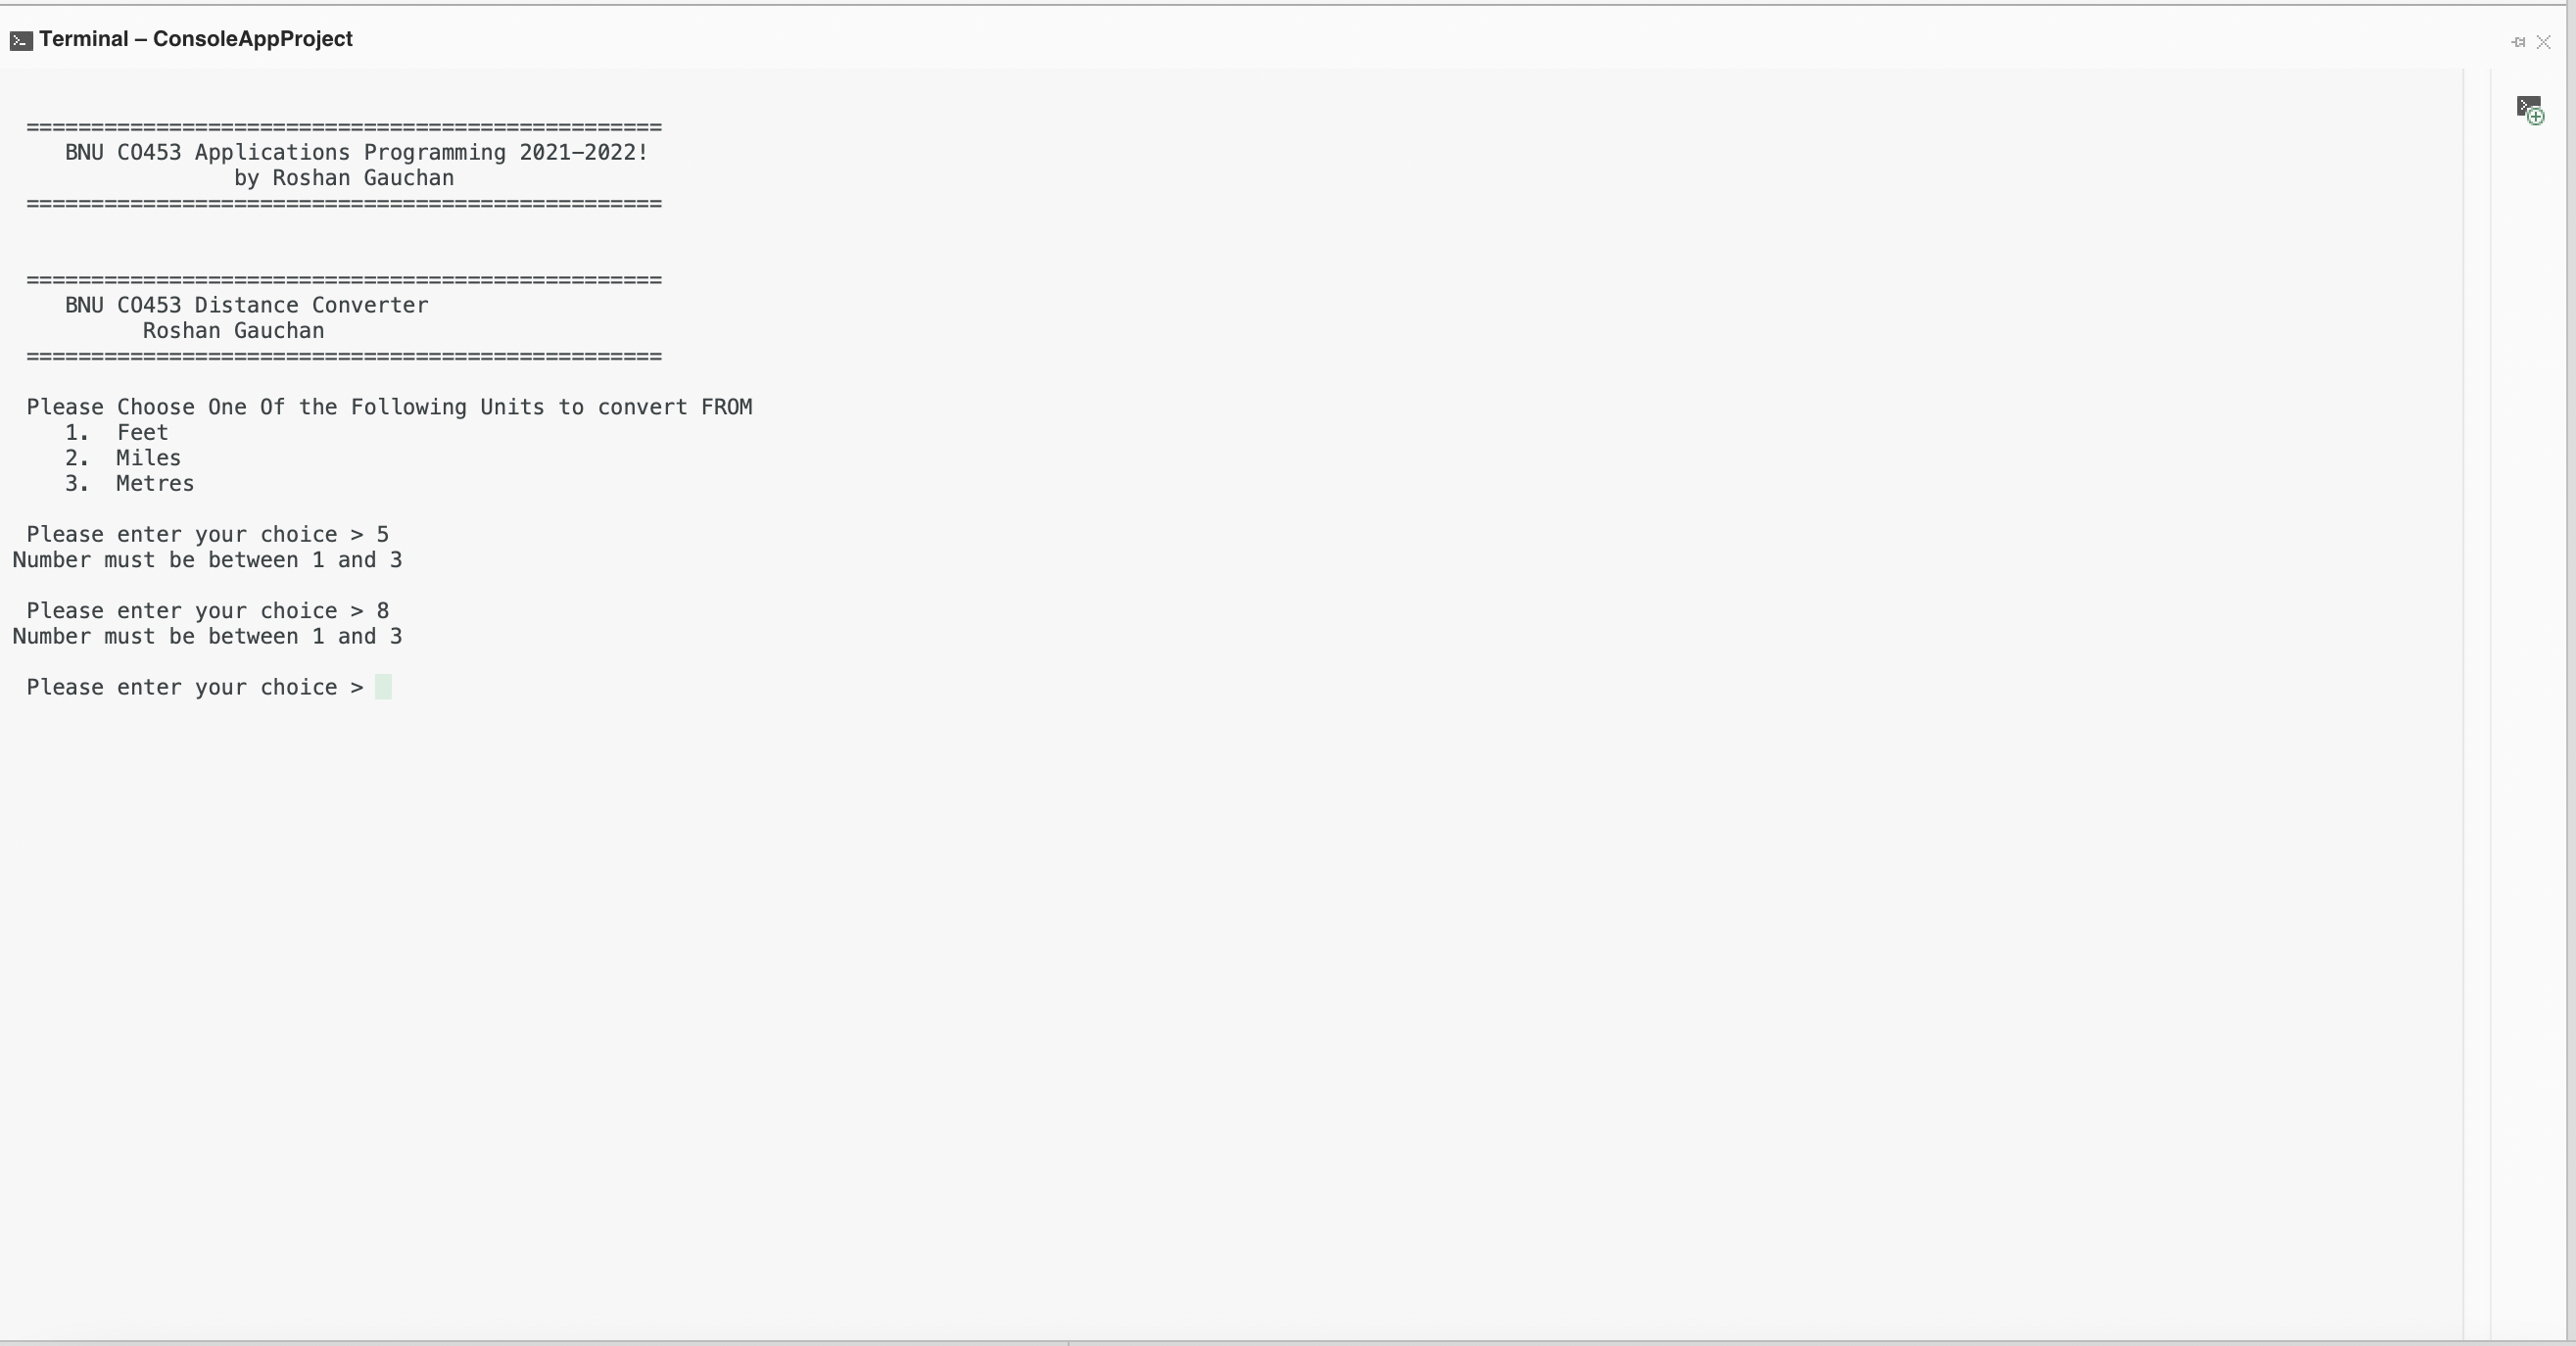 Terminal – ConsoleAppProject
=================================================
BNU CO453 Applications Programming 2021-2022!
by Roshan Gauchan
=================================================
=================================================
BNU CO453 Distance Converter
Roshan Gauchan
=================================================
Please Choose One Of the Following Units to convert FROM
1. Feet
2. Miles
3. Metres
Please enter your choice > 5
Number must be between 1 and 3
Please enter your choice > 8
Number must be between 1 and 3
Please enter your choice >